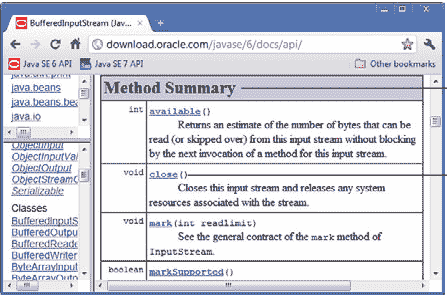 BufferedInputStream (Jav...
download.oracle.com/javase/6/docs/api/
Java SE 6 API
Java SE 7 API
Other bookmarks
java.beans
java.beans.
java.io
ObjectInput
ObjectInputVal
ObjectOutput
ObjectStreamC
Serializable
Classes
BufferedInputS
BufferedOutpu
BufferedReade
BufferedWriter
ByteArrayInput
ByteArrayOutp
Method Summary
int available()
Returns an estimate of the number of bytes that can be
read (or skipped over) from this input stream without blocking
by the next invocation of a method for this input stream.
void close()
Closes this input stream and releases any system
resources associated with the stream.
void mark(int readlimit)
See the general contract of the mark method of
InputStream.
boolean markSupported()